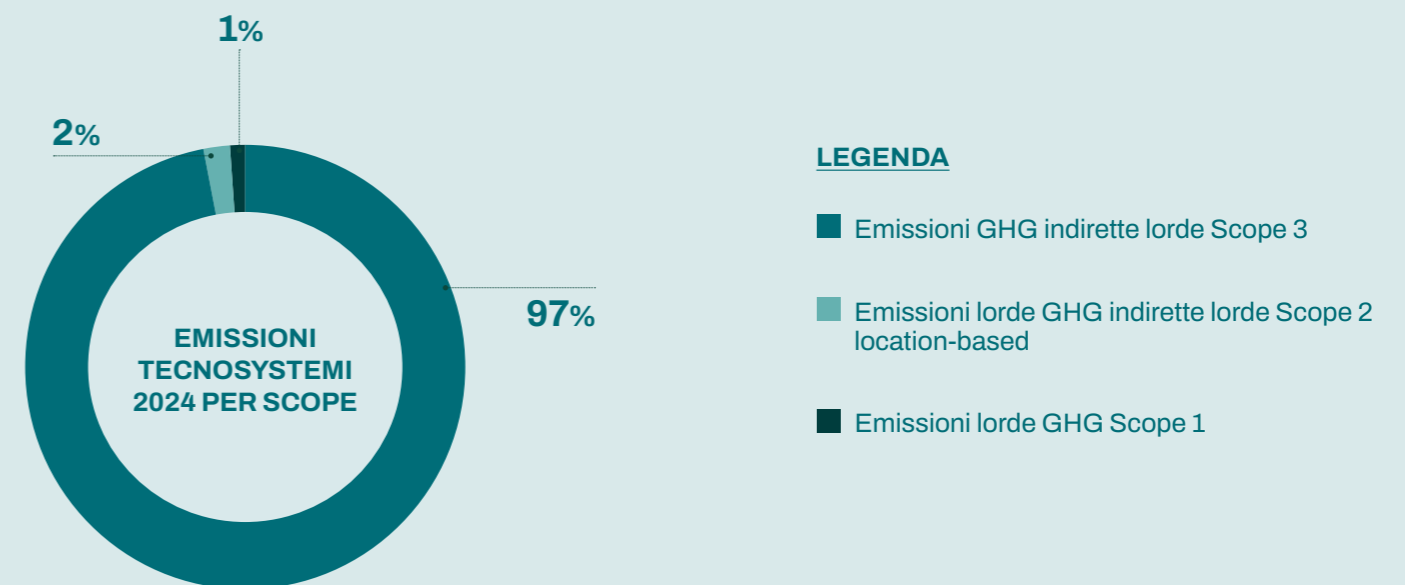 1%
2%
97%
EMISSIONI
TECNOSYSTEMI
2024 PER SCOPE
LEGENDA
Emissioni GHG indirette lorde Scope 3
Emissioni lorde GHG indirette lorde Scope 2
location-based
Emissioni lorde GHG Scope 1